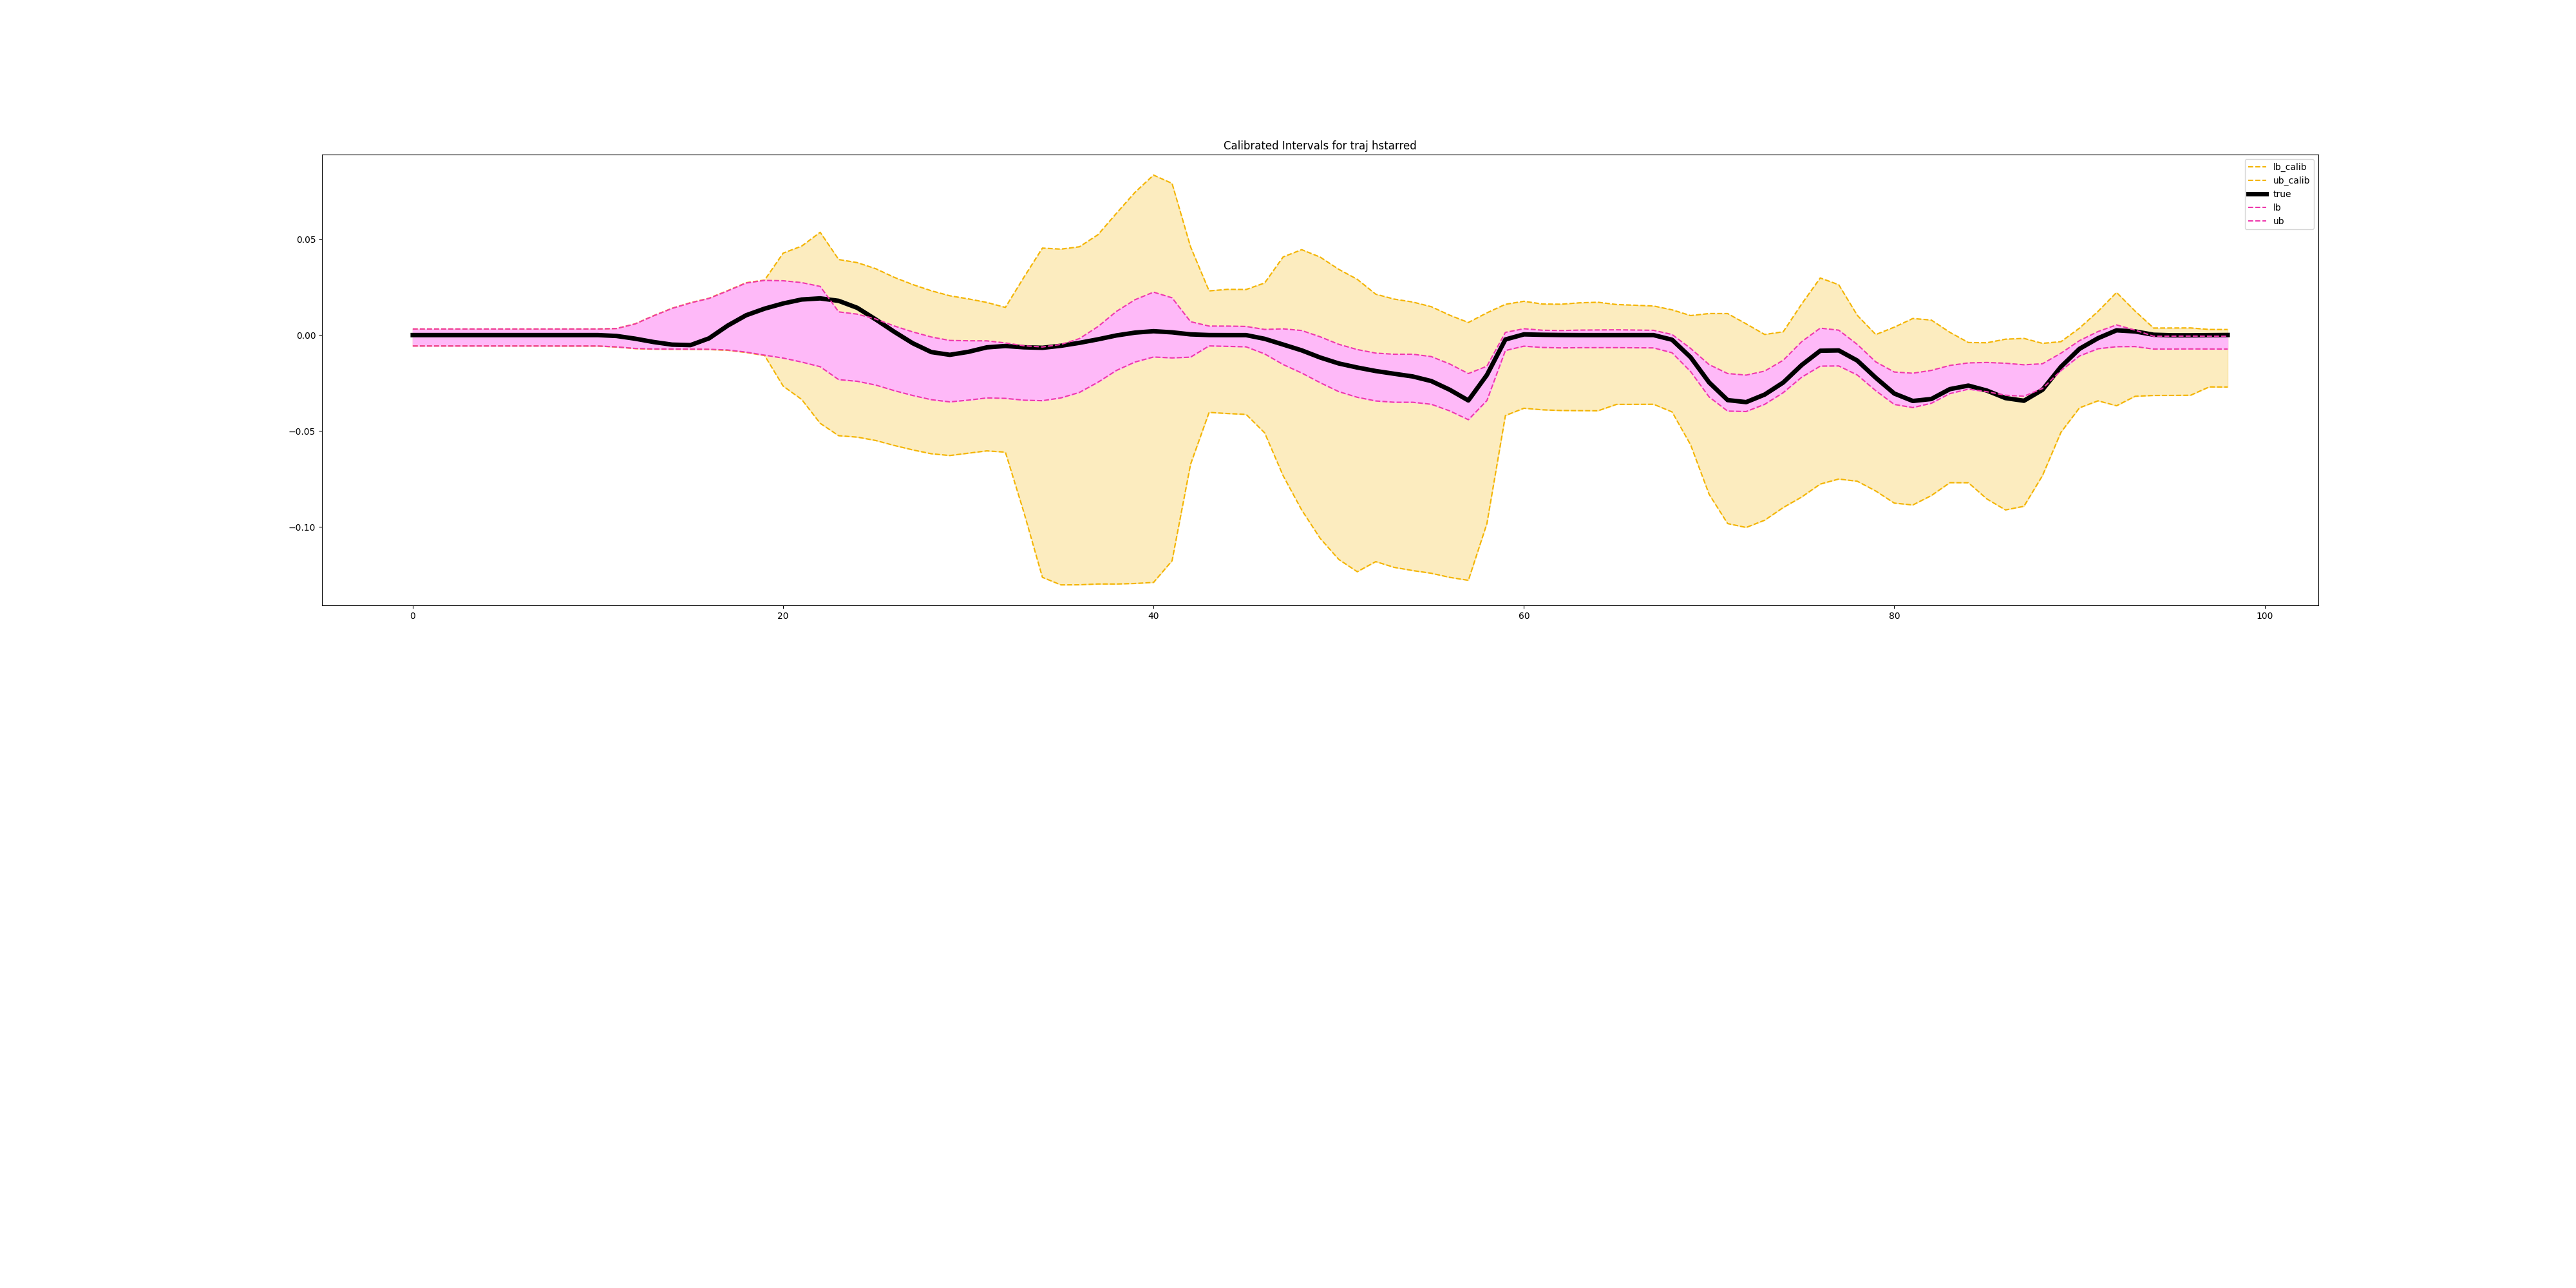 Calibrated Intervals for traj hstarred
lb_calib
ub_calib
true
lb
ub
0.05
0.00
−0.05
−0.10
0 20 40 60 80 100